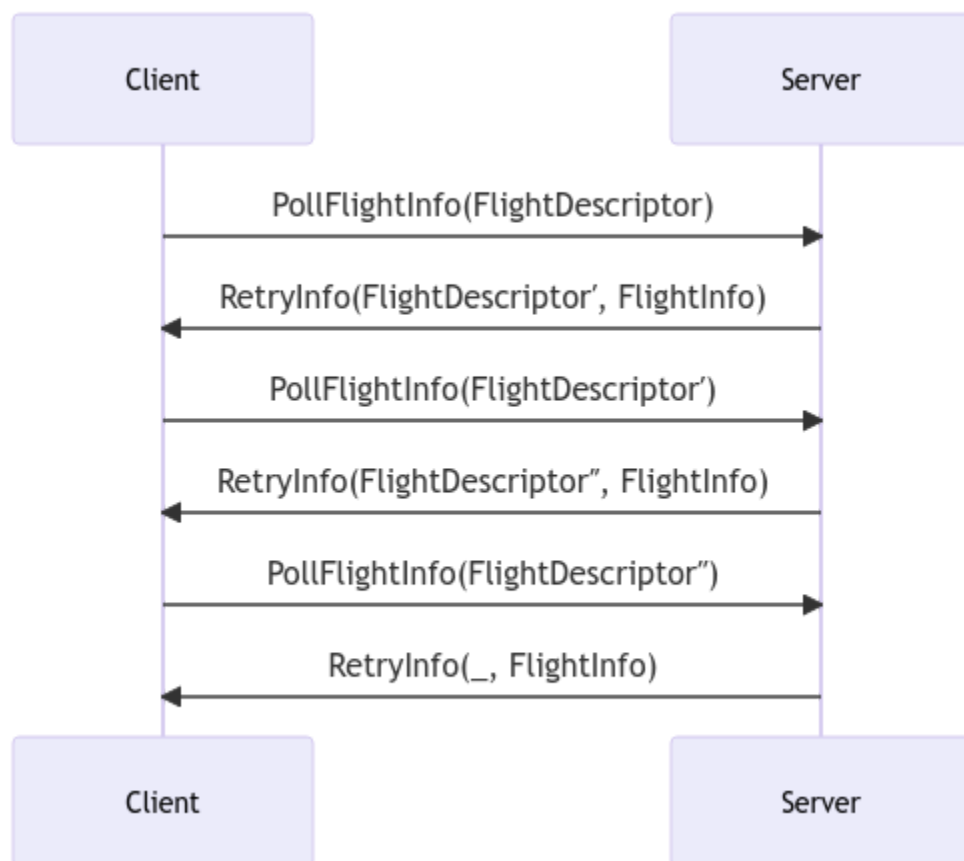 Client
Server
PollFlightInfo(FlightDescriptor)
RetryInfo(FlightDescriptor′, FlightInfo)
PollFlightInfo(FlightDescriptor′)
RetryInfo(FlightDescriptor″, FlightInfo)
PollFlightInfo(FlightDescriptor″)
RetryInfo(_, FlightInfo)
Client
Server